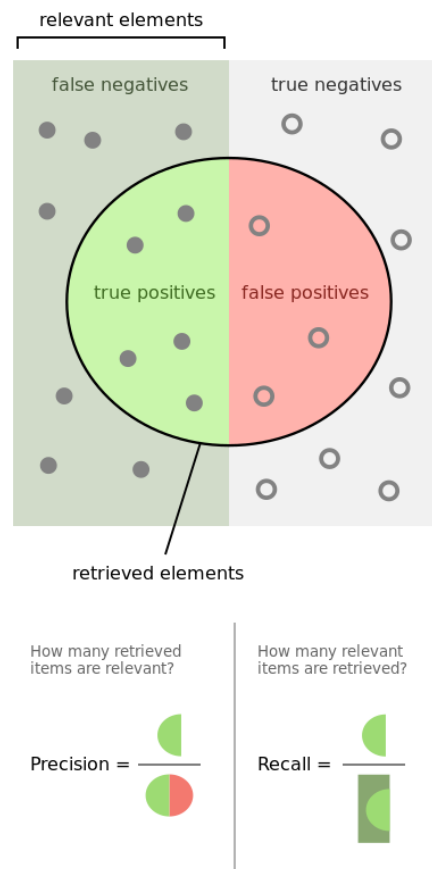 relevant elements
false negatives
true negatives
true positives
false positives
retrieved elements
How many retrieved
items are relevant?
Precision =
How many relevant
items are retrieved?
Recall =